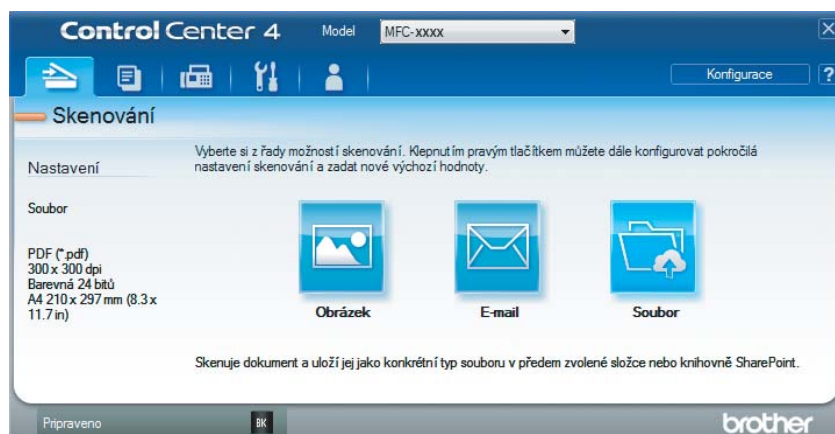 Control Center 4
Model
MFC-xxxx
Konfigurace
?
Skenování
Nastavení
Soubor
PDF (*.pdf)
300 x 300 dpi
Barevná 24 bitů
A4 210 x 297 mm (8.3 x
11.7 in)
Vyberte si z řady možností skenování. Klepnutím pravým tlačítkem můžete dále konfigurovat pokročilá
nastavení skenování a zadat nové výchozí hodnoty.
Obrázek
E-mail
Soubor
Skenuje dokument a uloží jej jako konkrétní typ souboru v předem zvolené složce nebo knihovně SharePoint.
Pripraveno
BK
brother